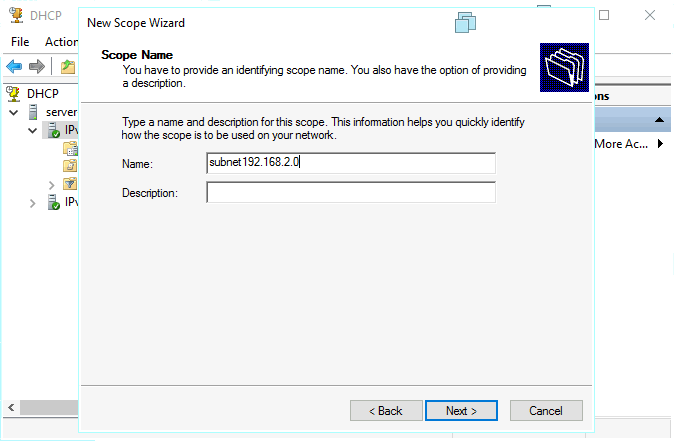 DHCP
File Action
DHCP
server
IPv
IPv
New Scope Wizard
Scope Name
You have to provide an identifying scope name. You also have the option of providing
a description.
Type a name and description for this scope. This information helps you quickly identify
how the scope is to be used on your network.
Name: subnet192.168.2.0
Description:
< Back Next > Cancel
ons
More Ac...